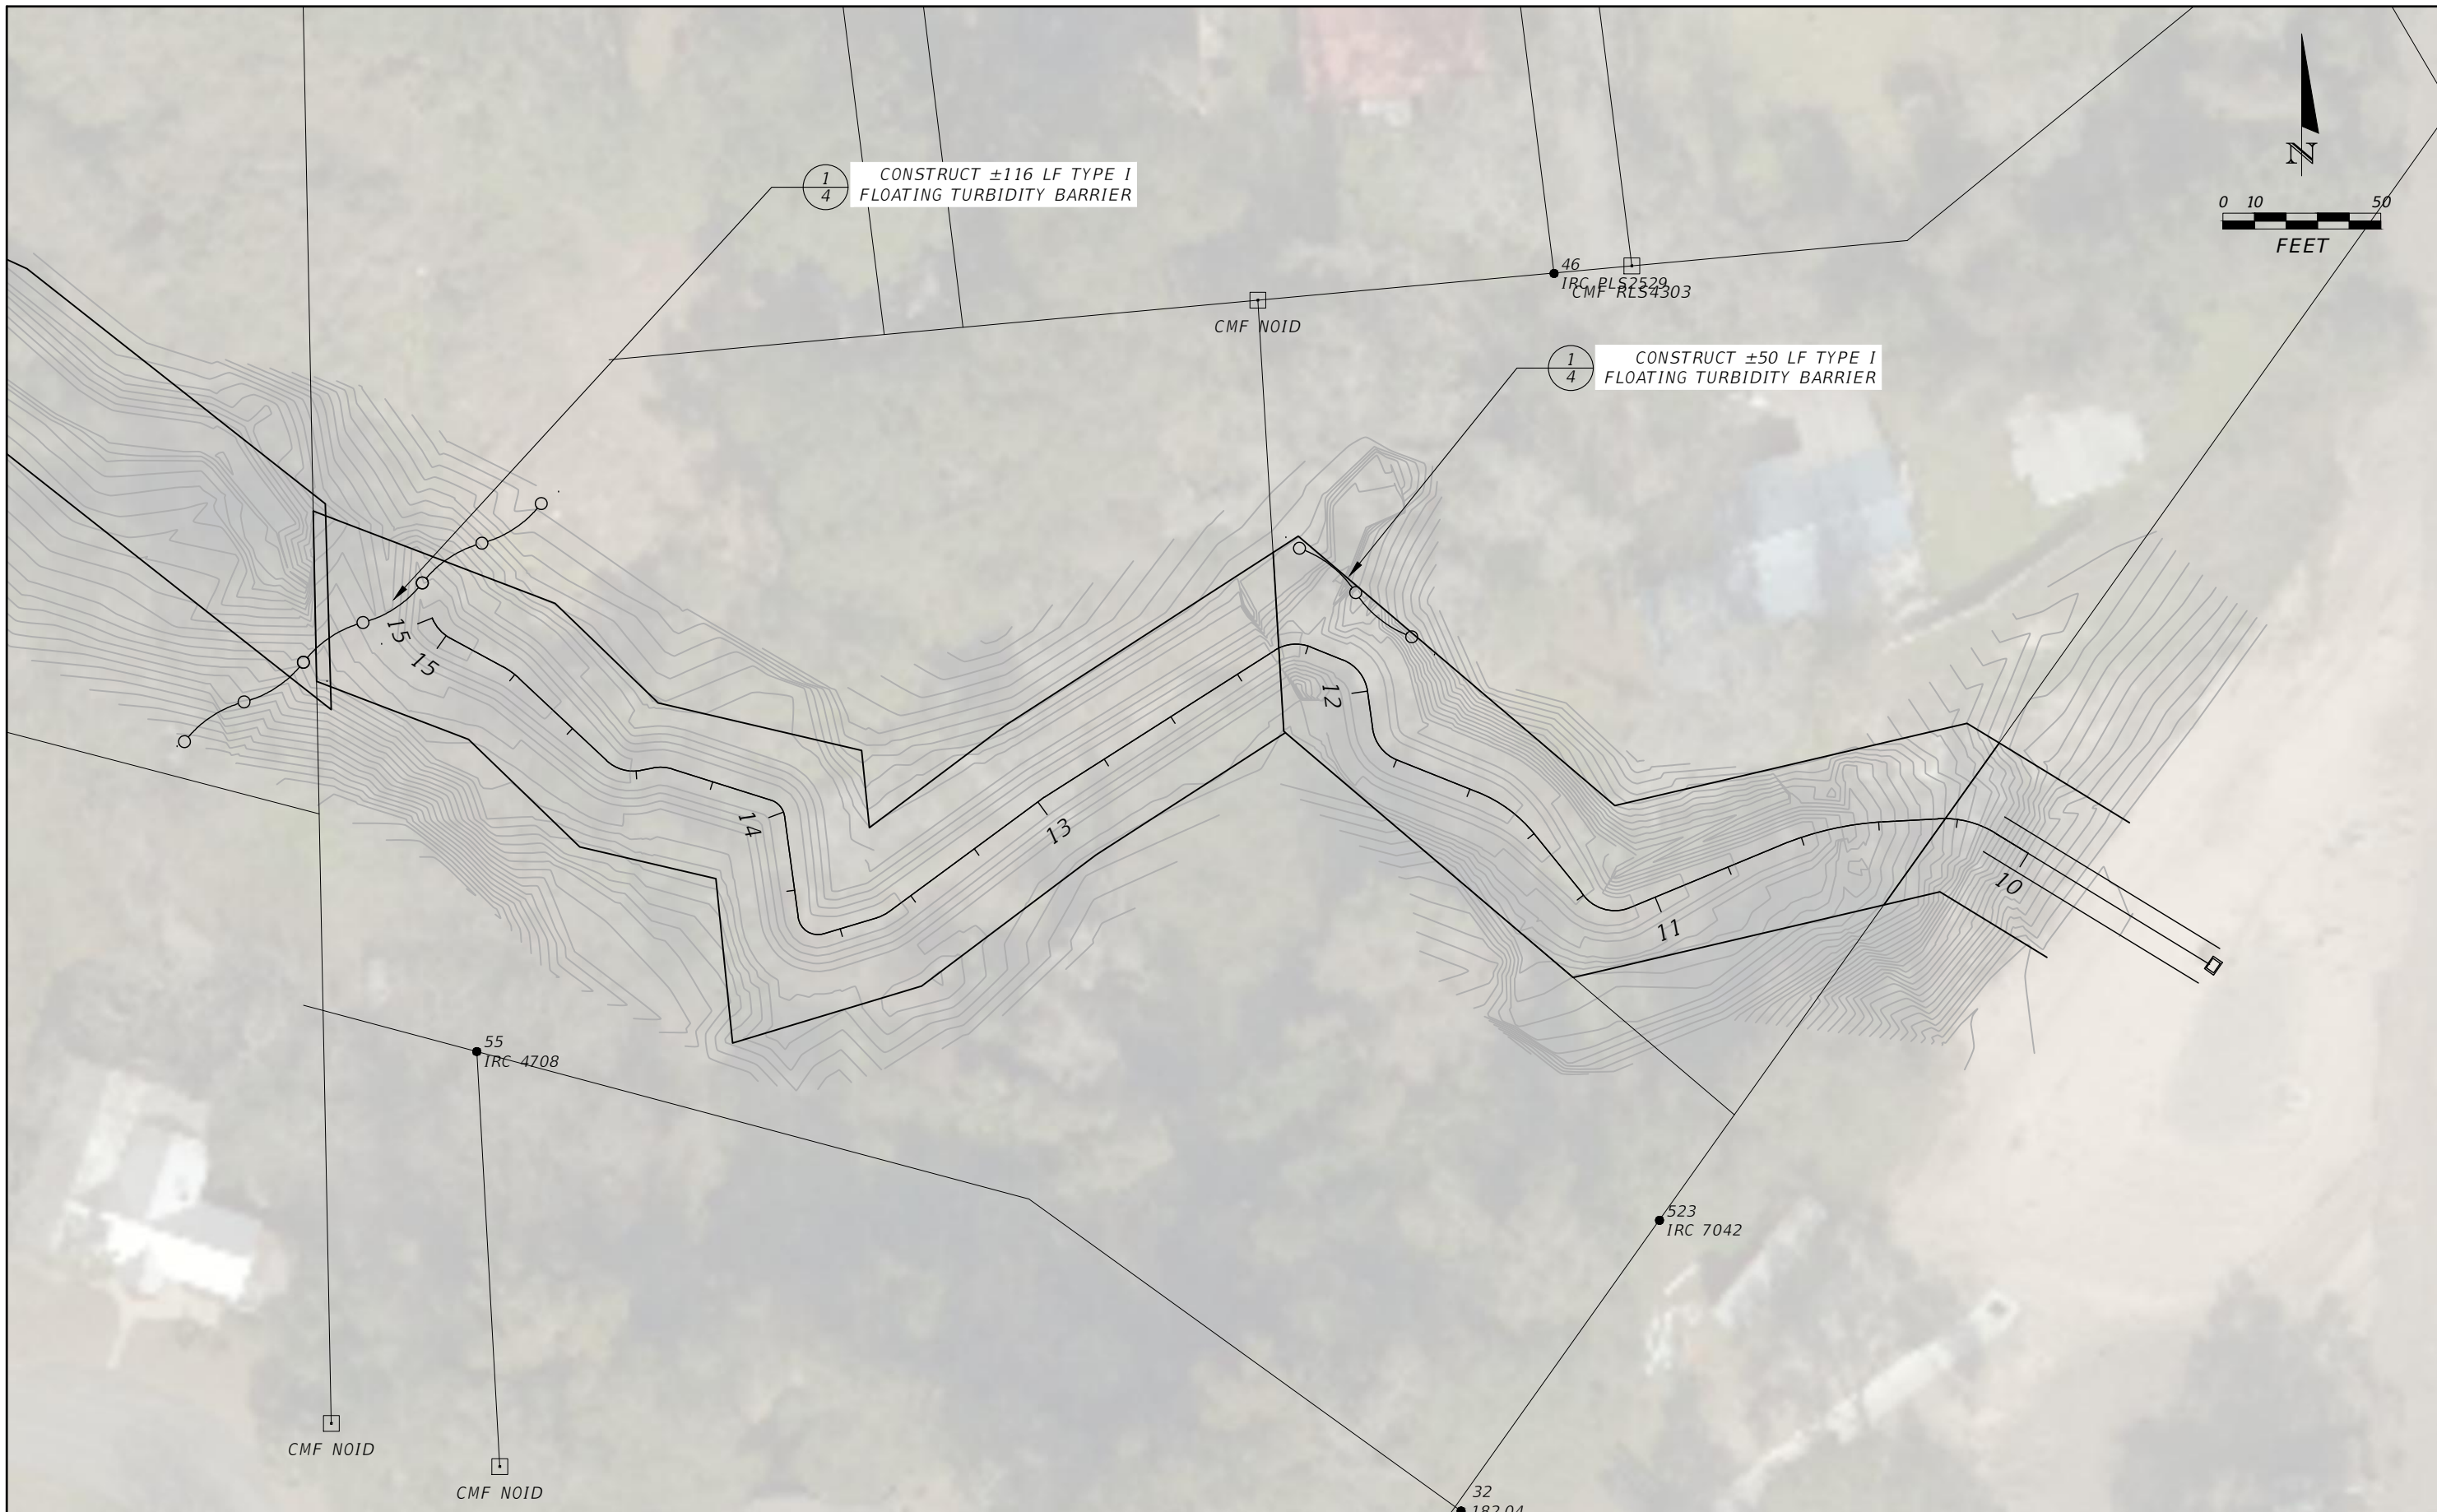 1
4
CONSTRUCT ±116 LF TYPE I
FLOATING TURBIDITY BARRIER
N
0 10 50
FEET
46
IRC PLS2529
CMF RLS4303
CMF NOID
1
4
CONSTRUCT ±50 LF TYPE I
FLOATING TURBIDITY BARRIER
15
15
14
13
12
11
10
55
IRC 4708
523
IRC 7042
CMF NOID
CMF NOID
32
182.04